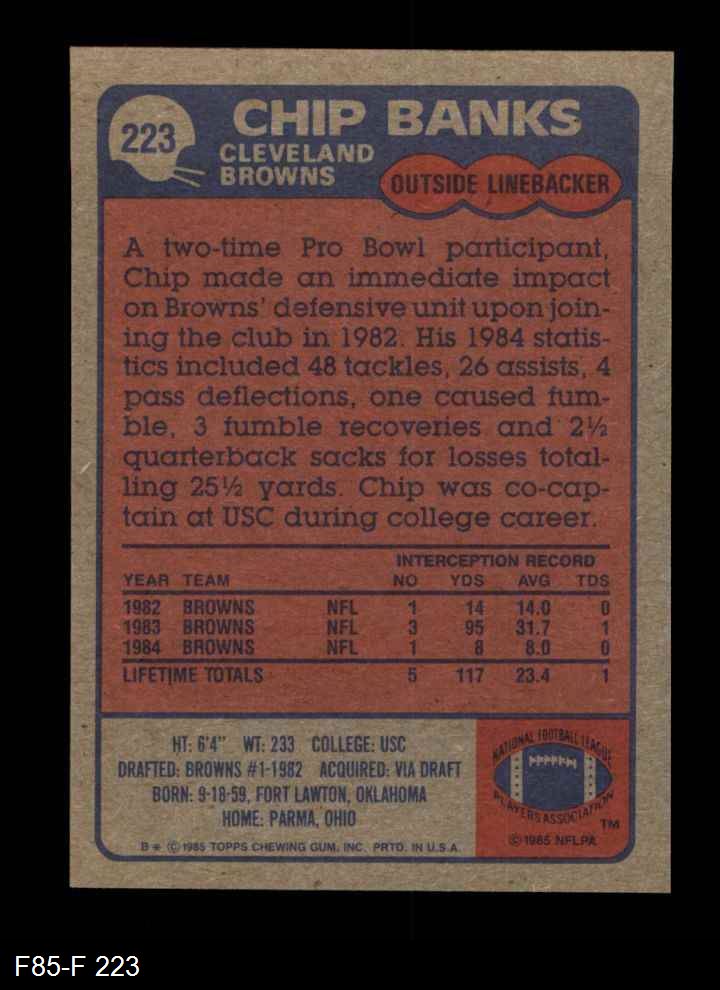 223
CHIP BANKS
CLEVELAND
BROWNS
OUTSIDE LINEBACKER
A two-time Pro Bowl participant,
Chip made an immediate impact
on Browns' defensive unit upon join-
ing the club in 1982. His 1984 statis-
tics included 48 tackles, 26 assists, 4
pass deflections, one caused fum-
ble, 3 fumble recoveries and 2½
quarterback sacks for losses total-
ling 25½ yards. Chip was co-cap-
tain at USC during college career.
INTERCEPTION RECORD
YEAR TEAM NO YDS AVG TDS
1982 BROWNS NFL 1 14 14.0 0
1983 BROWNS NFL 3 95 31.7 1
1984 BROWNS NFL 1 8 8.0 0
LIFETIME TOTALS 5 117 23.4 1
HT: 6'4" WT: 233 COLLEGE: USC
DRAFTED: BROWNS #1-1982 ACQUIRED: VIA DRAFT
BORN: 9-18-59, FORT LAWTON, OKLAHOMA
HOME: PARMA, OHIO
B* © 1985 TOPPS CHEWING GUM, INC. PRTD. IN U.S.A.
NATIONAL FOOTBALL LEAGUE
PLAYERS ASSOCIATION
TM
© 1985 NFLPA
F85-F 223